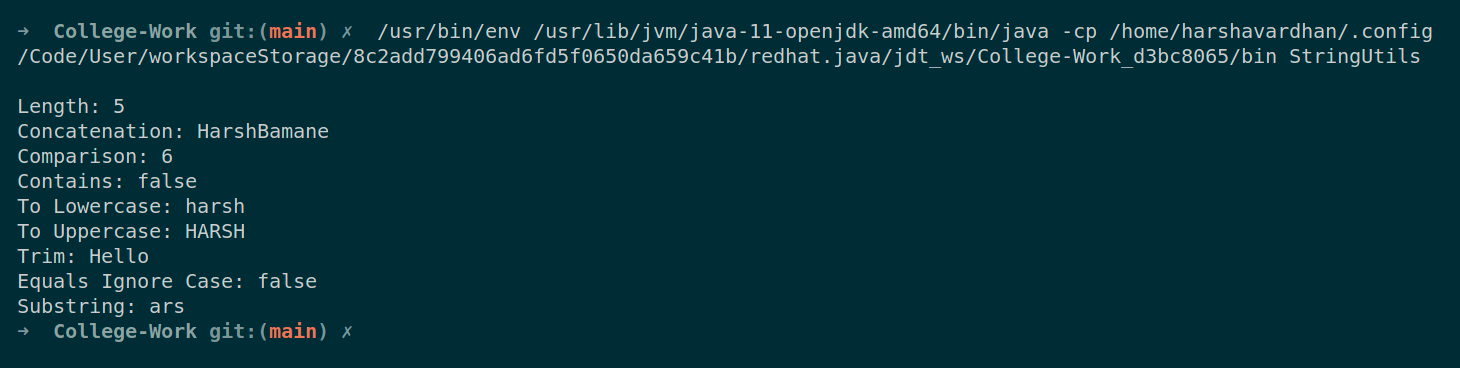 →  College-Work git:(main) ✗  /usr/bin/env /usr/lib/jvm/java-11-openjdk-amd64/bin/java -cp /home/harshavardhan/.config
/Code/User/workspaceStorage/8c2add799406ad6fd5f0650da659c41b/redhat.java/jdt_ws/College-Work_d3bc8065/bin StringUtils
Length: 5
Concatenation: HarshBamane
Comparison: 6
Contains: false
To Lowercase: harsh
To Uppercase: HARSH
Trim: Hello
Equals Ignore Case: false
Substring: ars
→  College-Work git:(main) ✗